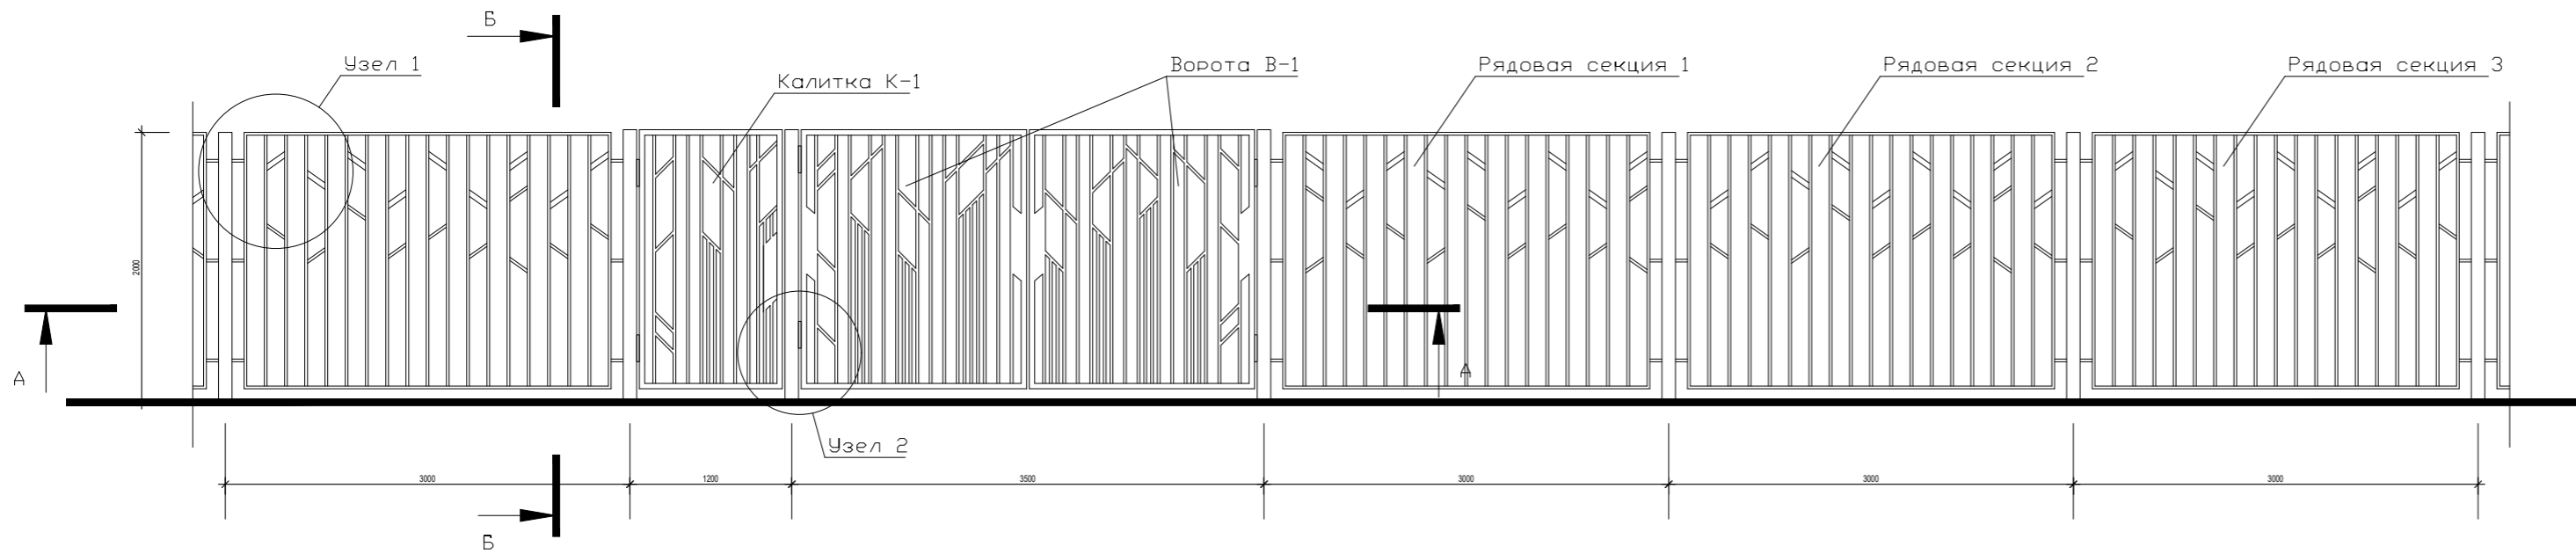 Б
Узел 1
Калитка К-1
Ворота В-1
Рядовая секция 1
Рядовая секция 2
Рядовая секция 3
2000
А
А
Узел 2
3000
1200
3500
3000
3000
3000
Б